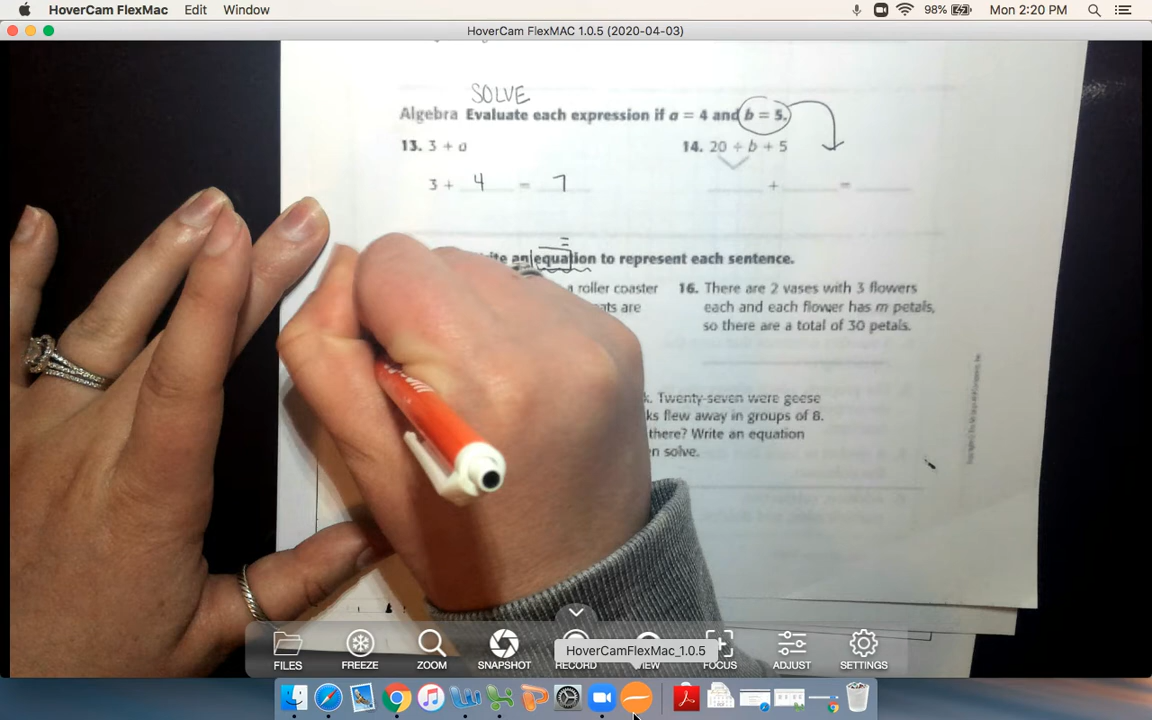 HoverCam FlexMac Edit Window 98% Mon 2:20 PM
HoverCam FlexMAC 1.0.5 (2020-04-03)
SOLVE
Algebra Evaluate each expression if a = 4 and b = 5.
13. 3 + a
14. 20 ÷ b + 5
3 + 4 = 7
+ =
=
an equation to represent each sentence.
a roller coaster
16. There are 2 vases with 3 flowers
each and each flower has m petals,
so there are a total of 30 petals.
Twenty-seven were geese
flew away in groups of 8.
there? Write an equation
solve.
HoverCamFlexMac_1.0.5
FILES FREEZE ZOOM SNAPSHOT RECORD VIEW FOCUS ADJUST SETTINGS